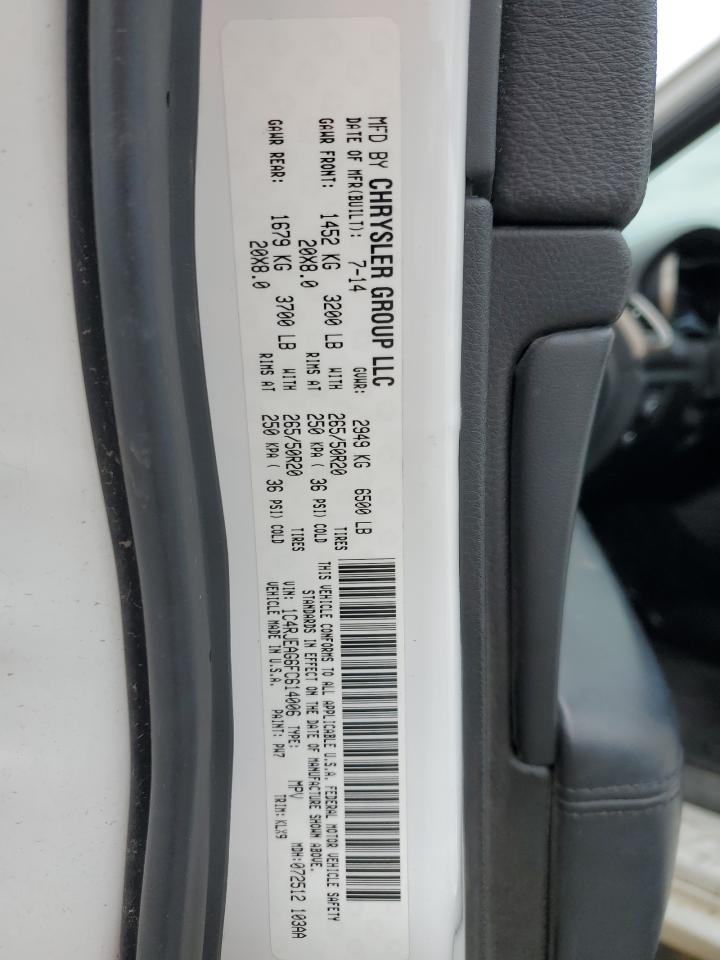 MFD BY CHRYSLER GROUP LLC
DATE OF MFR(BUILT): 7-14 GVWR: 2949 KG 6500 LB
GAWR FRONT: 1452 KG 3200 LB WITH 265/50R20 TIRES
20X8.0 RIMS AT 250 KPA ( 36 PSI) COLD
GAWR REAR: 1679 KG 3700 LB WITH 265/50R20 TIRES
20X8.0 RIMS AT 250 KPA ( 36 PSI) COLD
THIS VEHICLE CONFORMS TO ALL APPLICABLE U.S.A. FEDERAL MOTOR VEHICLE SAFETY
STANDARDS IN EFFECT ON THE DATE OF MANUFACTURE SHOWN ABOVE.
VIN: 1C4RJEAG6FC614006 TYPE: MPV MDH:072512 103AA
VEHICLE MADE IN U.S.A. PAINT: PW7 TRIM:KLX9